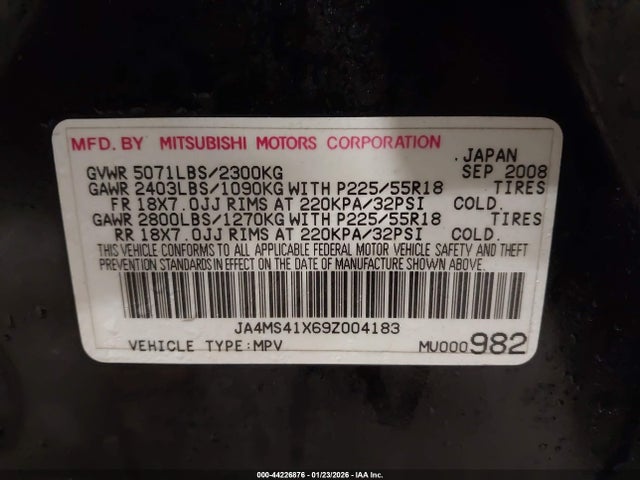 MFD. BY MITSUBISHI MOTORS CORPORATION
.JAPAN
GVWR 5071LBS/2300KG SEP 2008
GAWR 2403LBS/1090KG WITH P225/55R18 TIRES
FR 18X7.0JJ RIMS AT 220KPA/32PSI COLD.
GAWR 2800LBS/1270KG WITH P225/55R18 TIRES
RR 18X7.0JJ RIMS AT 220KPA/32PSI COLD.
THIS VEHICLE CONFORMS TO ALL APPLICABLE FEDERAL MOTOR VEHICLE SAFETY AND THEFT
PREVENTION STANDARDS IN EFFECT ON THE DATE OF MANUFACTURE SHOWN ABOVE.
JA4MS41X69Z004183
VEHICLE TYPE:MPV MU000982
000-44226876 - 01/23/2026 - IAA Inc.